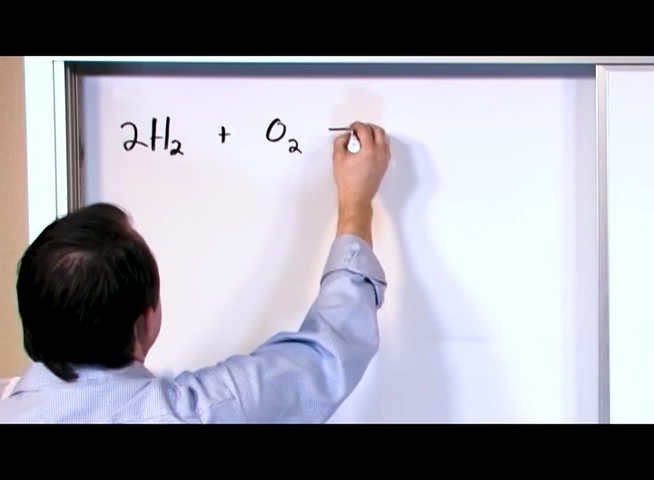 2H₂ + O₂ —